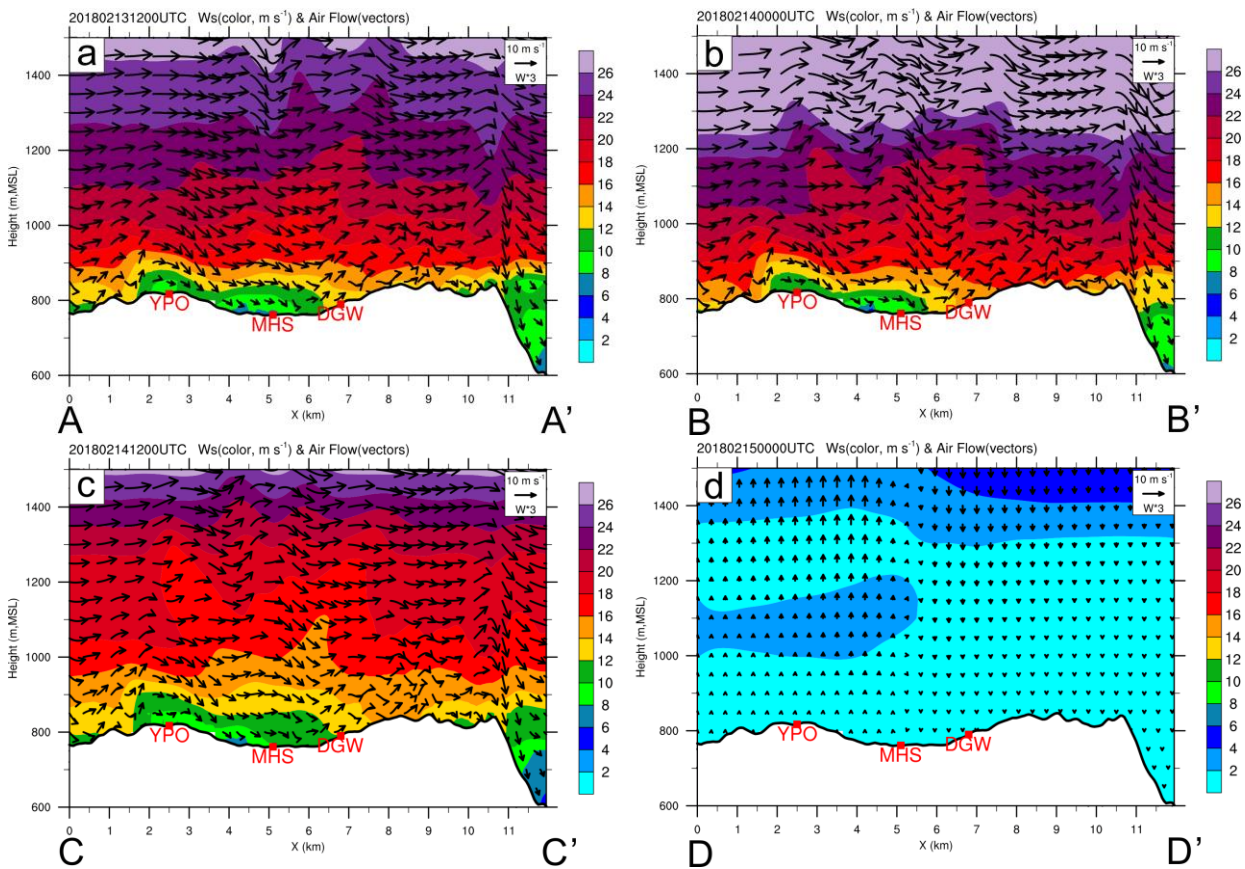 201802131200UTC Ws(color, m s⁻¹) & Air Flow(vectors)
a
10 m s⁻¹
W*3
Height (m,MSL)
1400
1200
1000
800
600
26
24
22
20
18
16
14
12
10
8
6
4
2
YPO
MHS
DGW
0 1 2 3 4 5 6 7 8 9 10 11
X (km)
A A'
201802140000UTC Ws(color, m s⁻¹) & Air Flow(vectors)
b
10 m s⁻¹
W*3
Height (m,MSL)
1400
1200
1000
800
600
26
24
22
20
18
16
14
12
10
8
6
4
2
YPO
MHS
DGW
0 1 2 3 4 5 6 7 8 9 10 11
X (km)
B B'
201802141200UTC Ws(color, m s⁻¹) & Air Flow(vectors)
c
10 m s⁻¹
W*3
Height (m,MSL)
1400
1200
1000
800
600
26
24
22
20
18
16
14
12
10
8
6
4
2
YPO
MHS
DGW
0 1 2 3 4 5 6 7 8 9 10 11
X (km)
C C'
201802150000UTC Ws(color, m s⁻¹) & Air Flow(vectors)
d
10 m s⁻¹
W*3
Height (m,MSL)
1400
1200
1000
800
600
26
24
22
20
18
16
14
12
10
8
6
4
2
YPO
MHS
DGW
0 1 2 3 4 5 6 7 8 9 10 11
X (km)
D D'